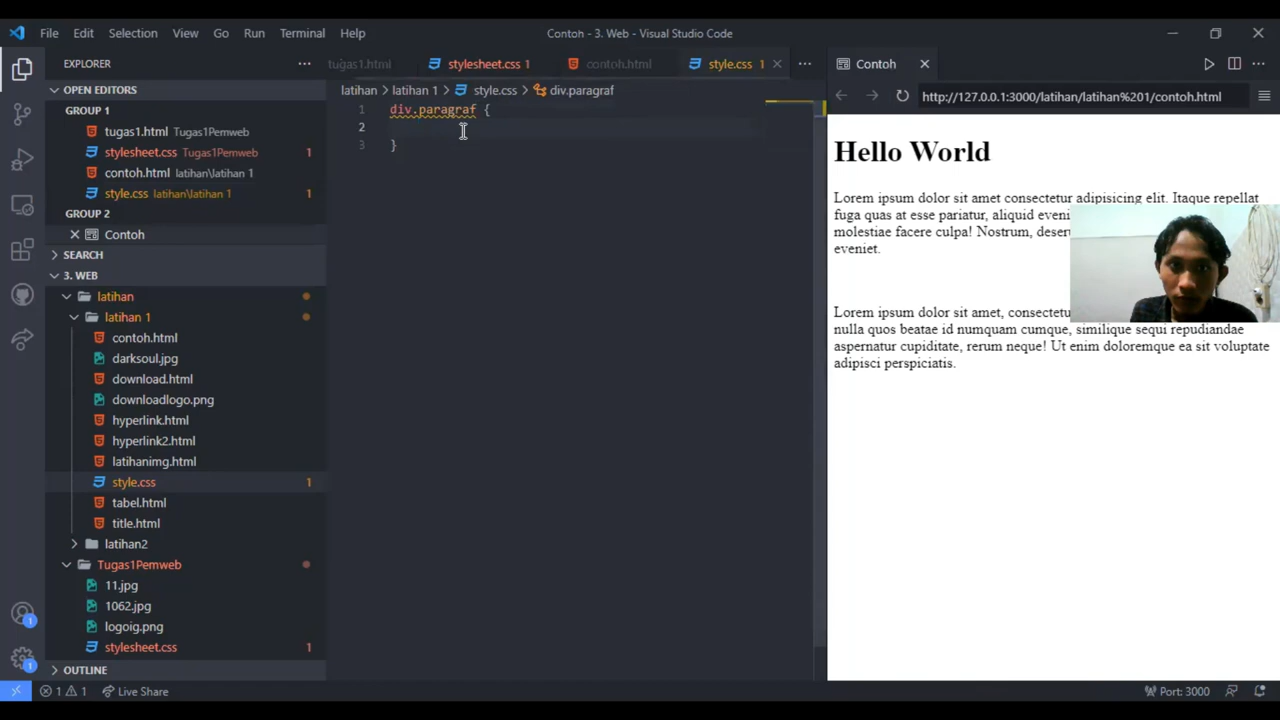 File Edit Selection View Go Run Terminal Help
Contoh - 3. Web - Visual Studio Code
EXPLORER
OPEN EDITORS
GROUP 1
tugas1.html Tugas1Pemweb
stylesheet.css Tugas1Pemweb 1
contoh.html latihan\latihan 1
style.css latihan\latihan 1 1
GROUP 2
Contoh
SEARCH
3. WEB
latihan
latihan 1
contoh.html
darksoul.jpg
download.html
downloadlogo.png
hyperlink.html
hyperlink2.html
latihanimg.html
style.css 1
tabel.html
title.html
latihan2
Tugas1Pemweb
11.jpg
1062.jpg
logoig.png
stylesheet.css 1
OUTLINE
tugas1.html stylesheet.css 1 contoh.html style.css 1
latihan > latihan 1 > style.css > div.paragraf
1 div.paragraf {
2
3 }
Contoh
http://127.0.0.1:3000/latihan/latihan%201/contoh.html
Hello World
Lorem ipsum dolor sit amet consectetur adipisicing elit. Itaque repellat
fuga quas at esse pariatur, aliquid
molestiae facere culpa! Nostrum,
eveniet.
Lorem ipsum dolor sit amet,
nulla quos beatae id numquam cumque, similique sequi repudiandae
aspernatur cupiditate, rerum neque! Ut enim doloremque ea sit voluptate
adipisci perspiciatis.
1 1 Live Share
Port: 3000
1
1